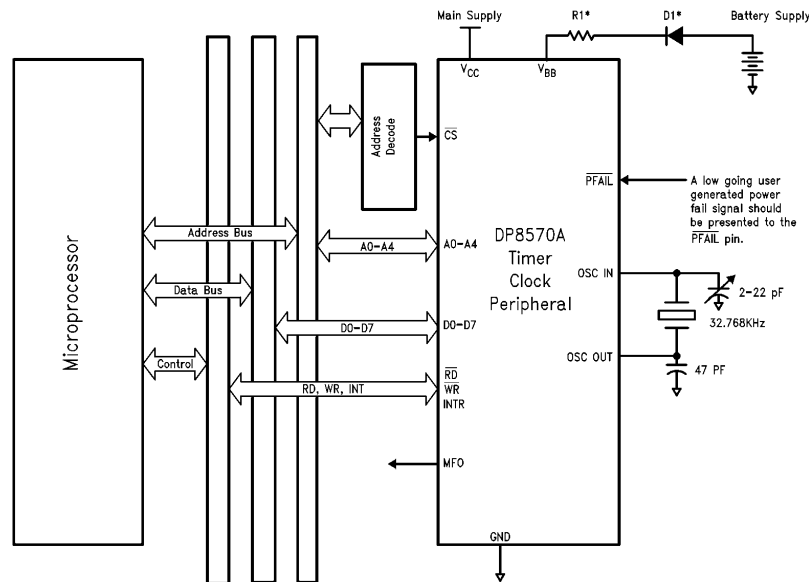 Main Supply
R1*
D1*
Battery Supply
VCC
VBB
Microprocessor
Address
Decode
CS
PFAIL
A low going user
generated power
fail signal should
be presented to the
PFAIL pin.
Address Bus
A0-A4
A0-A4
DP8570A
Timer
Clock
Peripheral
OSC IN
2-22 pF
Data Bus
32.768KHz
D0-D7
D0-D7
OSC OUT
Control
47 PF
RD, WR, INT
RD
WR
INTR
MFO
GND